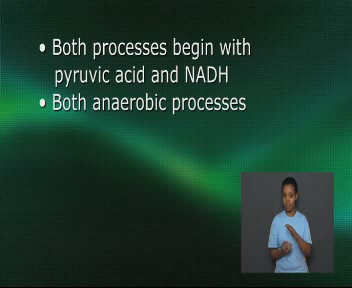 • Both processes begin with
pyruvic acid and NADH
• Both anaerobic processes